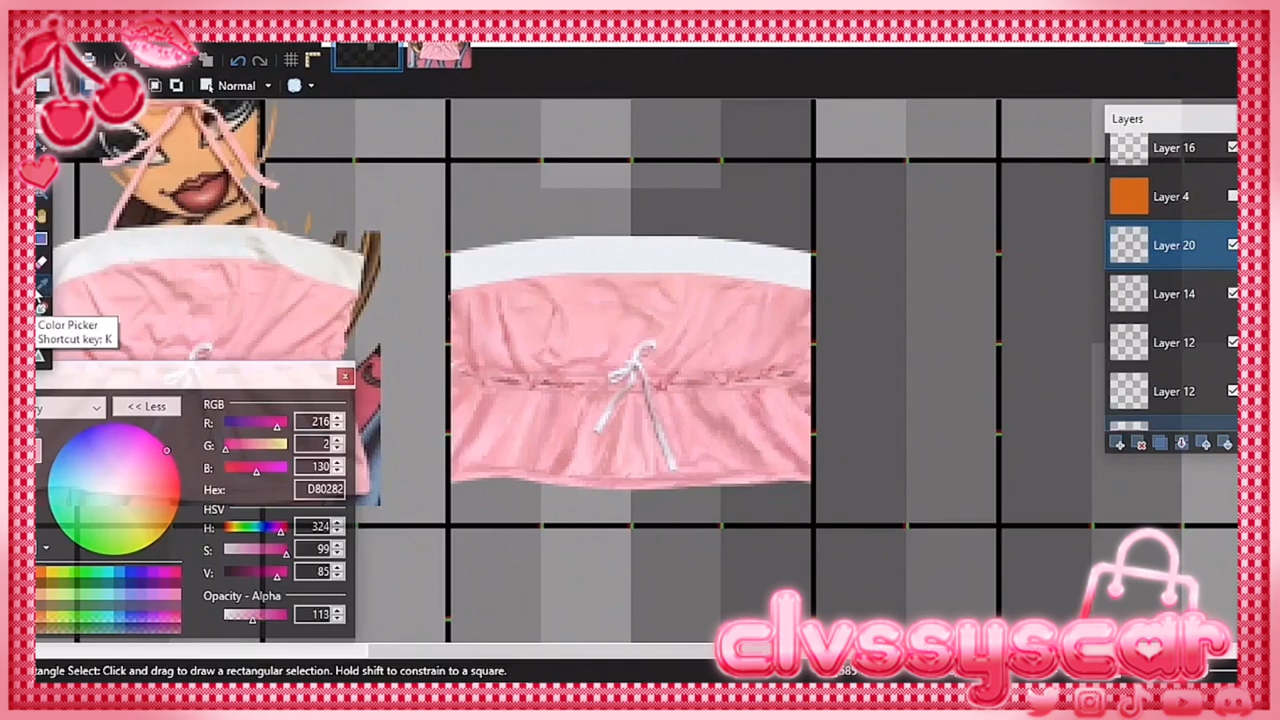 Normal
Layers
Layer 16
Layer 4
Layer 20
Layer 14
Layer 12
Layer 12
Color Picker
Shortcut key: K
<< Less
RGB
R: 216
G: 2
B: 130
Hex: D80282
HSV
H: 324
S: 99
V: 85
Opacity - Alpha
113
clvssyscar
tangle Select: Click and drag to draw a rectangular selection. Hold shift to constrain to a square.